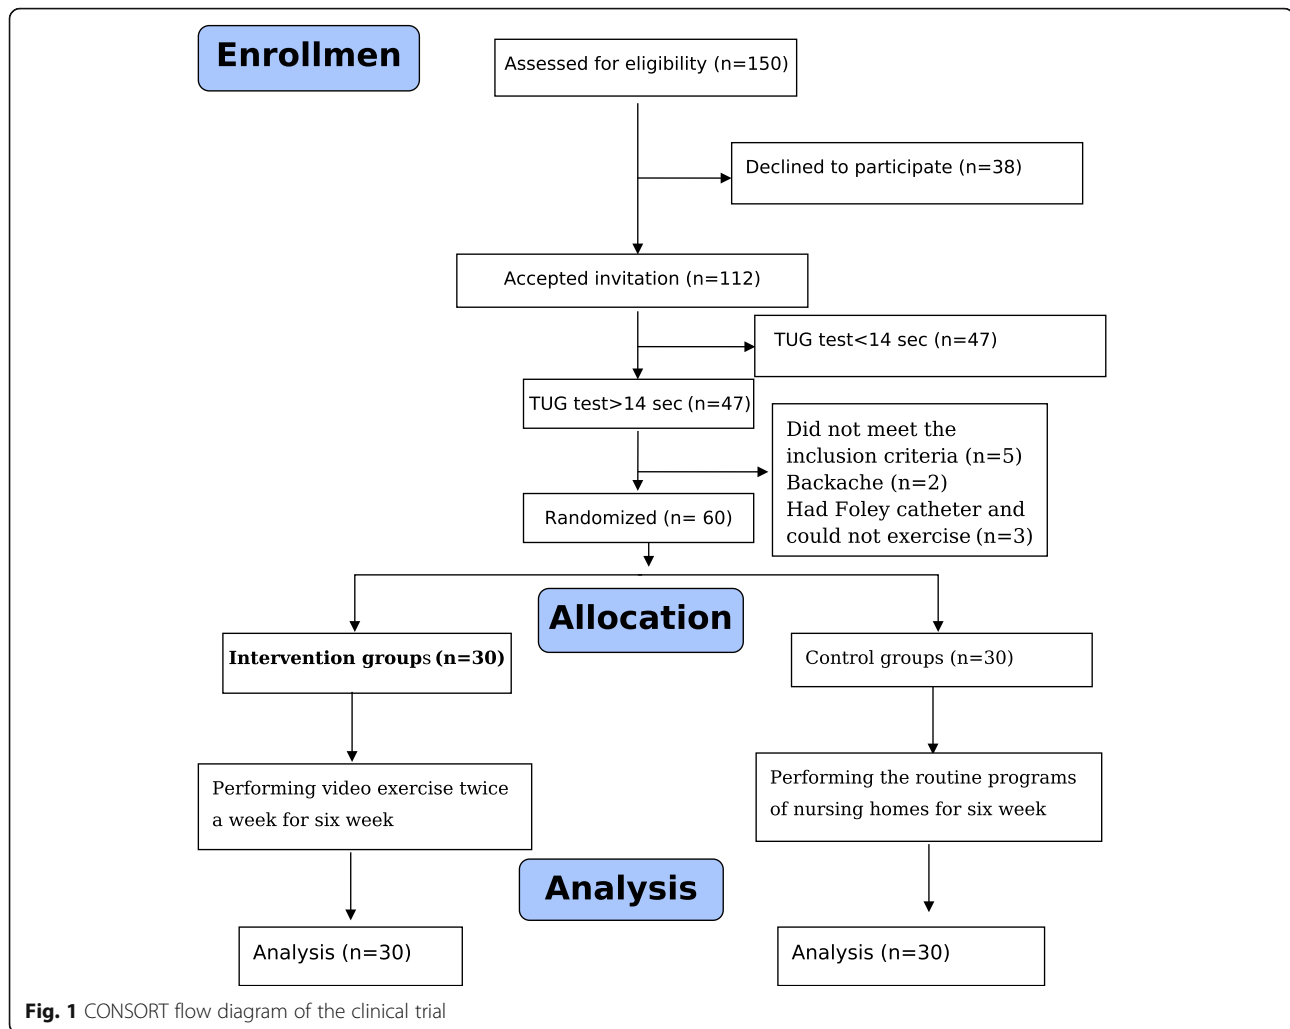 Enrollmen
Assessed for eligibility (n=150)
Declined to participate (n=38)
Accepted invitation (n=112)
TUG test<14 sec (n=47)
TUG test>14 sec (n=47)
Did not meet the
inclusion criteria (n=5)
Backache (n=2)
Had Foley catheter and
could not exercise (n=3)
Randomized (n= 60)
Allocation
Intervention groups (n=30)
Control groups (n=30)
Performing video exercise twice
a week for six week
Performing the routine programs
of nursing homes for six week
Analysis
Analysis (n=30)
Analysis (n=30)
Fig. 1 CONSORT flow diagram of the clinical trial